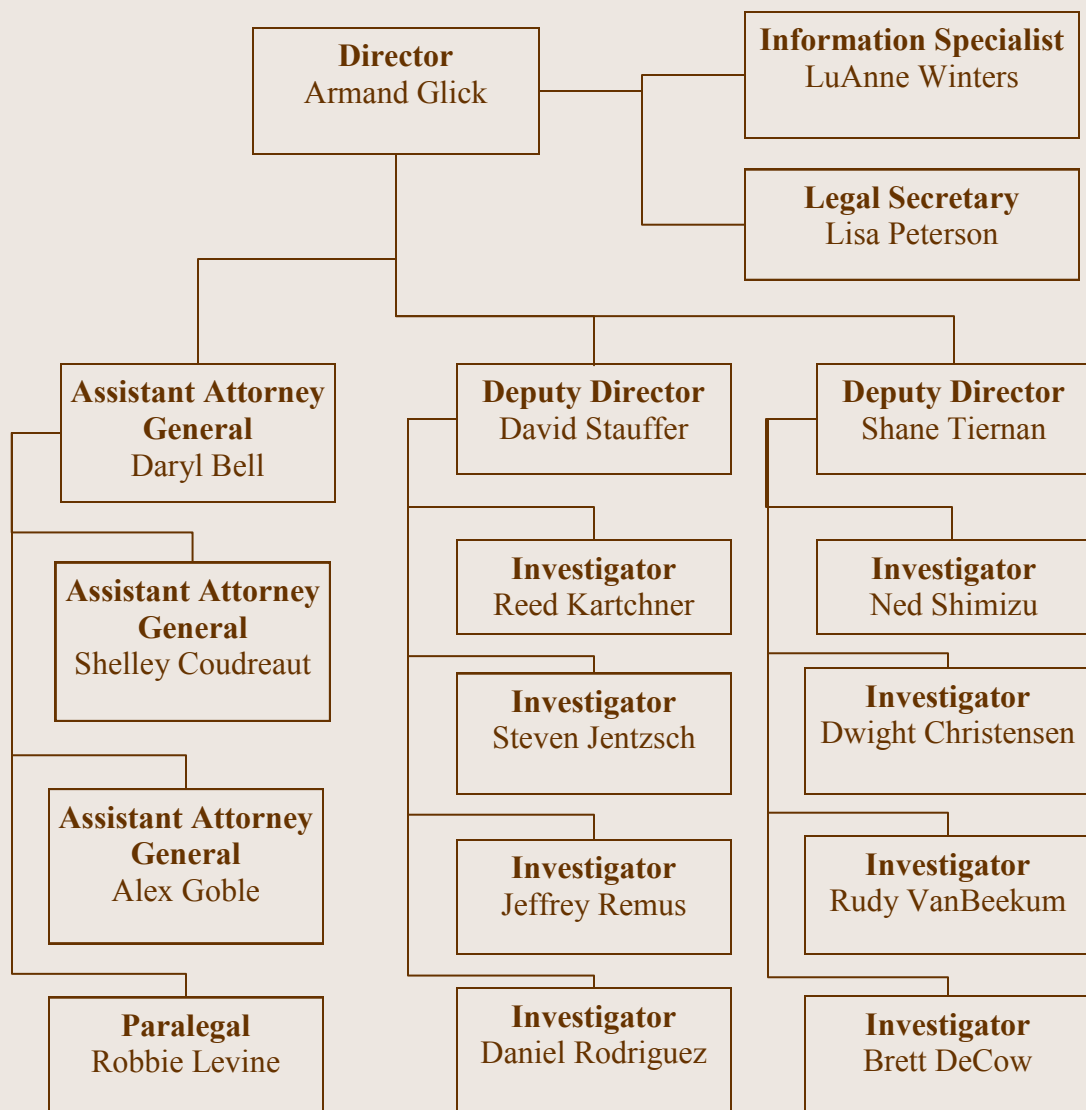 Director
Armand Glick
Information Specialist
LuAnne Winters
Legal Secretary
Lisa Peterson
Assistant Attorney
General
Daryl Bell
Assistant Attorney
General
Shelley Coudreaut
Assistant Attorney
General
Alex Goble
Paralegal
Robbie Levine
Deputy Director
David Stauffer
Investigator
Reed Kartchner
Investigator
Steven Jentzsch
Investigator
Jeffrey Remus
Investigator
Daniel Rodriguez
Deputy Director
Shane Tiernan
Investigator
Ned Shimizu
Investigator
Dwight Christensen
Investigator
Rudy VanBeekum
Investigator
Brett DeCow